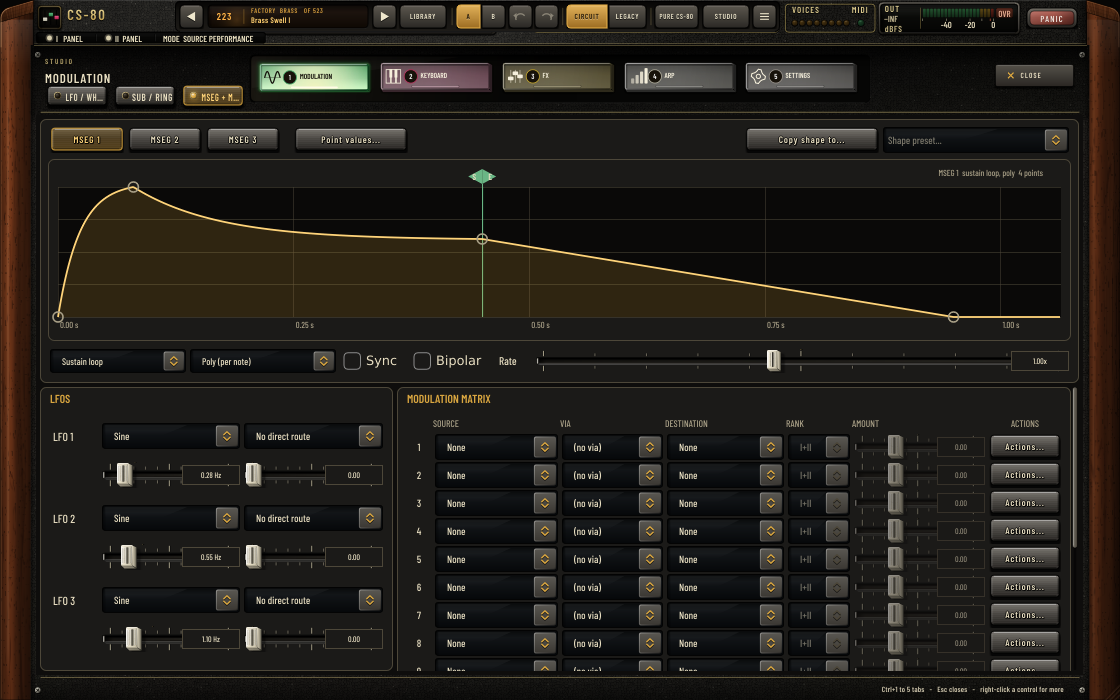 CS-80
223
FACTORY BRASS OF 523
Brass Swell I
LIBRARY
A
B
CIRCUIT
LEGACY
PURE CS-80
STUDIO
VOICES
MIDI
OUT
-INF
dBFS
OVR
-40 -20 0
PANIC
I PANEL
II PANEL
MODE SOURCE PERFORMANCE
STUDIO
MODULATION
LFO / WH...
SUB / RING
MSEG + M...
1 MODULATION
2 KEYBOARD
3 FX
4 ARP
5 SETTINGS
CLOSE
MSEG 1
MSEG 2
MSEG 3
Point values...
Copy shape to...
Shape preset...
MSEG 1 sustain loop, poly 4 points
0.00 s
0.25 s
0.50 s
0.75 s
1.00 s
Sustain loop
Poly (per note)
Sync
Bipolar
Rate
1.00x
LFOS
LFO 1
Sine
No direct route
0.28 Hz
0.00
LFO 2
Sine
No direct route
0.55 Hz
0.00
LFO 3
Sine
No direct route
1.10 Hz
0.00
MODULATION MATRIX
SOURCE VIA DESTINATION RANK AMOUNT ACTIONS
1 None (no via) None I+II 0.00 Actions...
2 None (no via) None I+II 0.00 Actions...
3 None (no via) None I+II 0.00 Actions...
4 None (no via) None I+II 0.00 Actions...
5 None (no via) None I+II 0.00 Actions...
6 None (no via) None I+II 0.00 Actions...
7 None (no via) None I+II 0.00 Actions...
8 None (no via) None I+II 0.00 Actions...
Ctrl+1 to 5 tabs - Esc closes - right-click a control for more